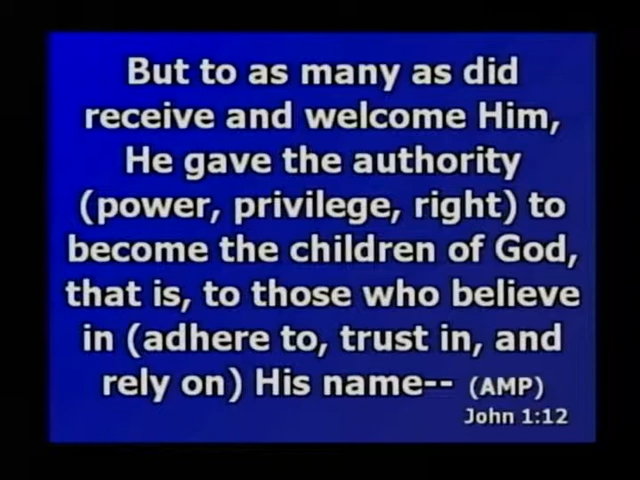 But to as many as did
receive and welcome Him,
He gave the authority
(power, privilege, right) to
become the children of God,
that is, to those who believe
in (adhere to, trust in, and
rely on) His name-- (AMP)
John 1:12